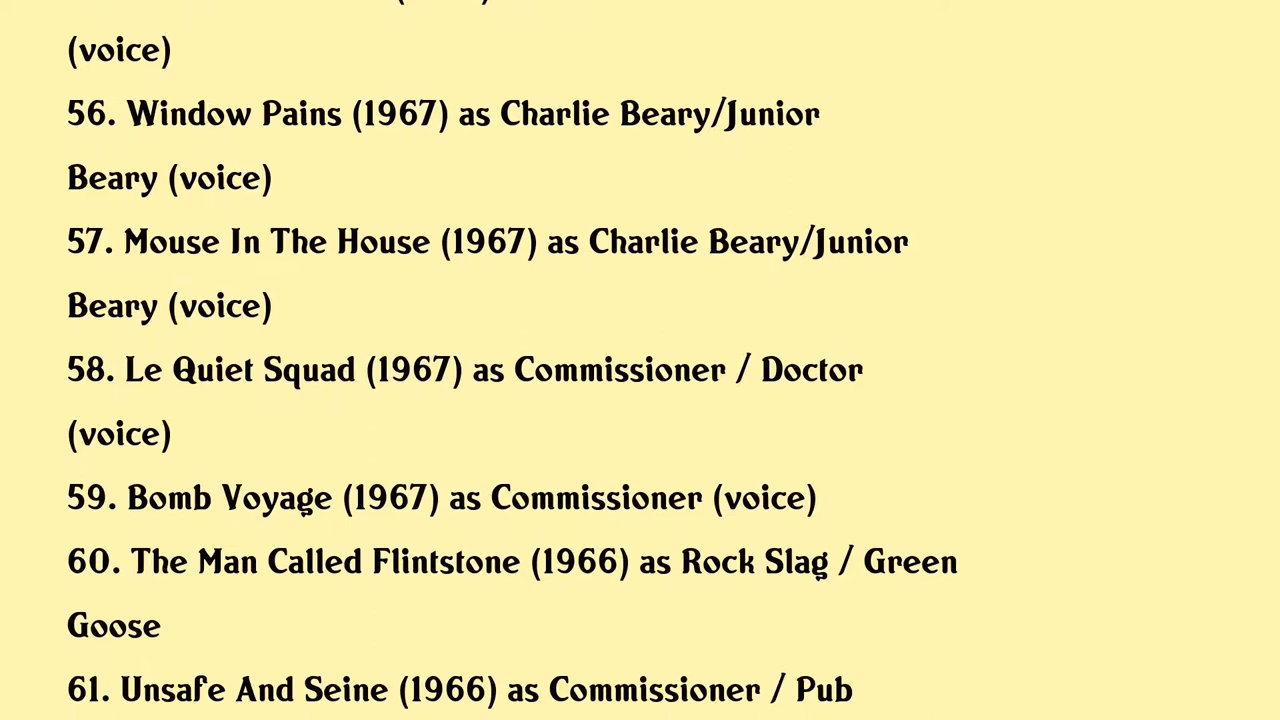 (voice)
56. Window Pains (1967) as Charlie Beary/Junior
Beary (voice)
57. Mouse In The House (1967) as Charlie Beary/Junior
Beary (voice)
58. Le Quiet Squad (1967) as Commissioner / Doctor
(voice)
59. Bomb Voyage (1967) as Commissioner (voice)
60. The Man Called Flintstone (1966) as Rock Slag / Green
Goose
61. Unsafe And Seine (1966) as Commissioner / Pub